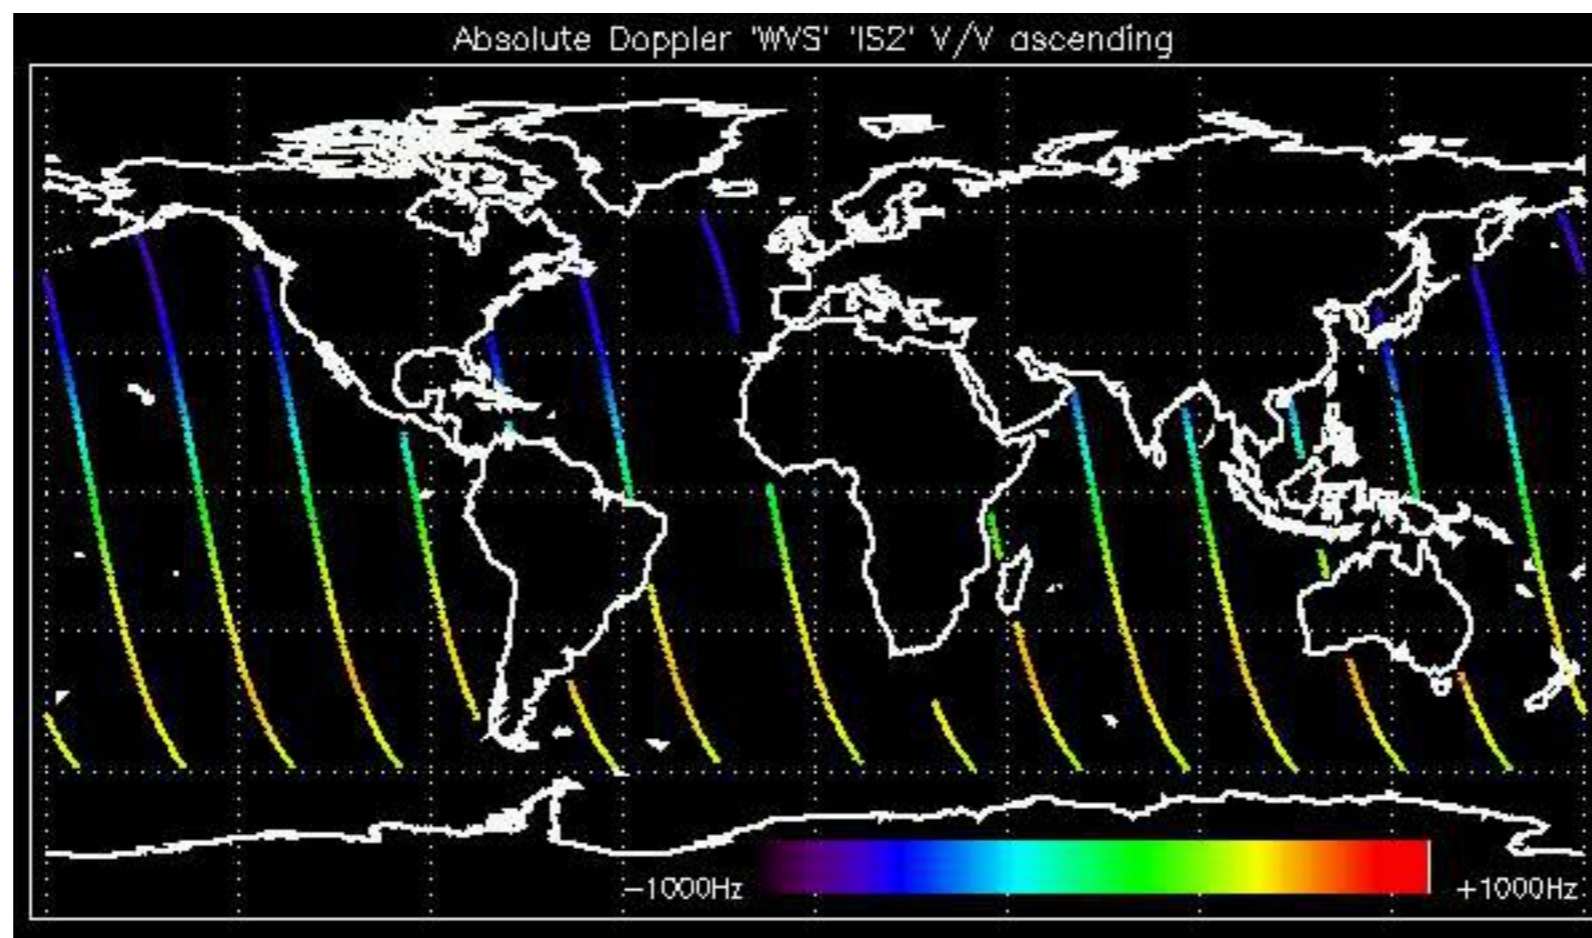 Absolute Doppler 'WVS' 'IS2' V/V ascending
-1000Hz +1000Hz